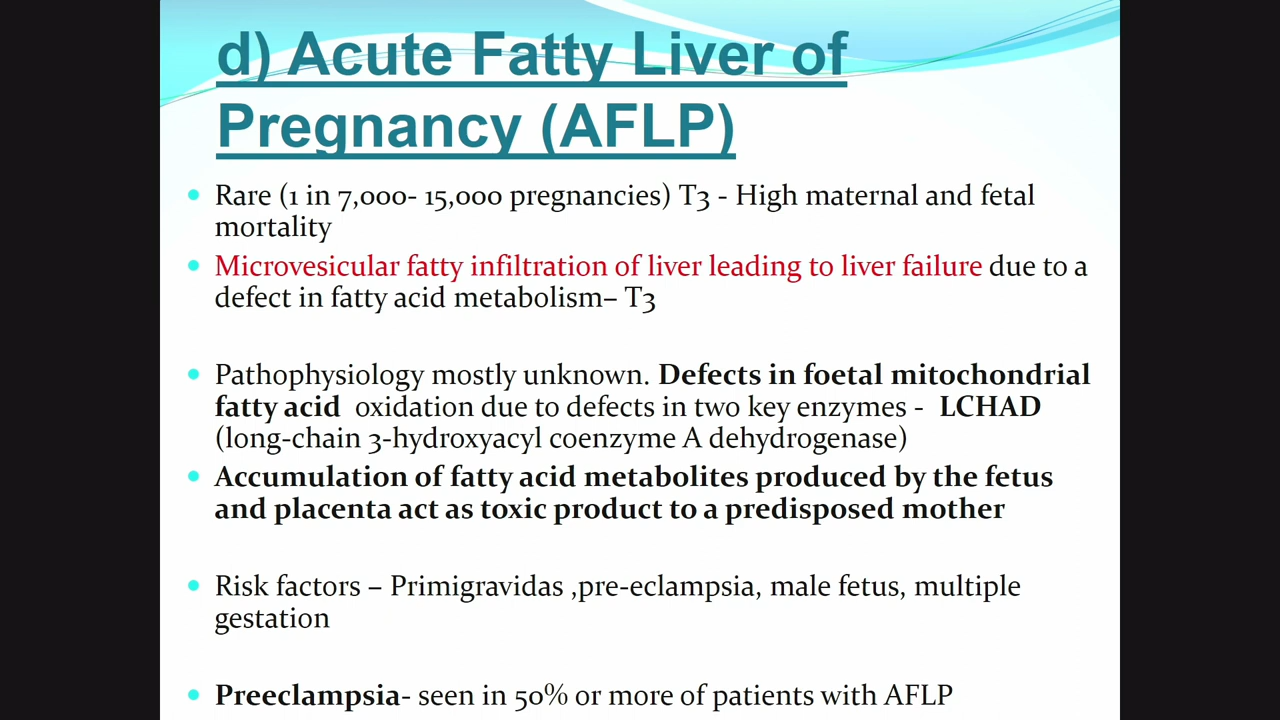 d) Acute Fatty Liver of
Pregnancy (AFLP)
Rare (1 in 7,000- 15,000 pregnancies) T3 - High maternal and fetal
mortality
Microvesicular fatty infiltration of liver leading to liver failure due to a
defect in fatty acid metabolism– T3
Pathophysiology mostly unknown. Defects in foetal mitochondrial
fatty acid oxidation due to defects in two key enzymes - LCHAD
(long-chain 3-hydroxyacyl coenzyme A dehydrogenase)
Accumulation of fatty acid metabolites produced by the fetus
and placenta act as toxic product to a predisposed mother
Risk factors – Primigravidas ,pre-eclampsia, male fetus, multiple
gestation
Preeclampsia- seen in 50% or more of patients with AFLP